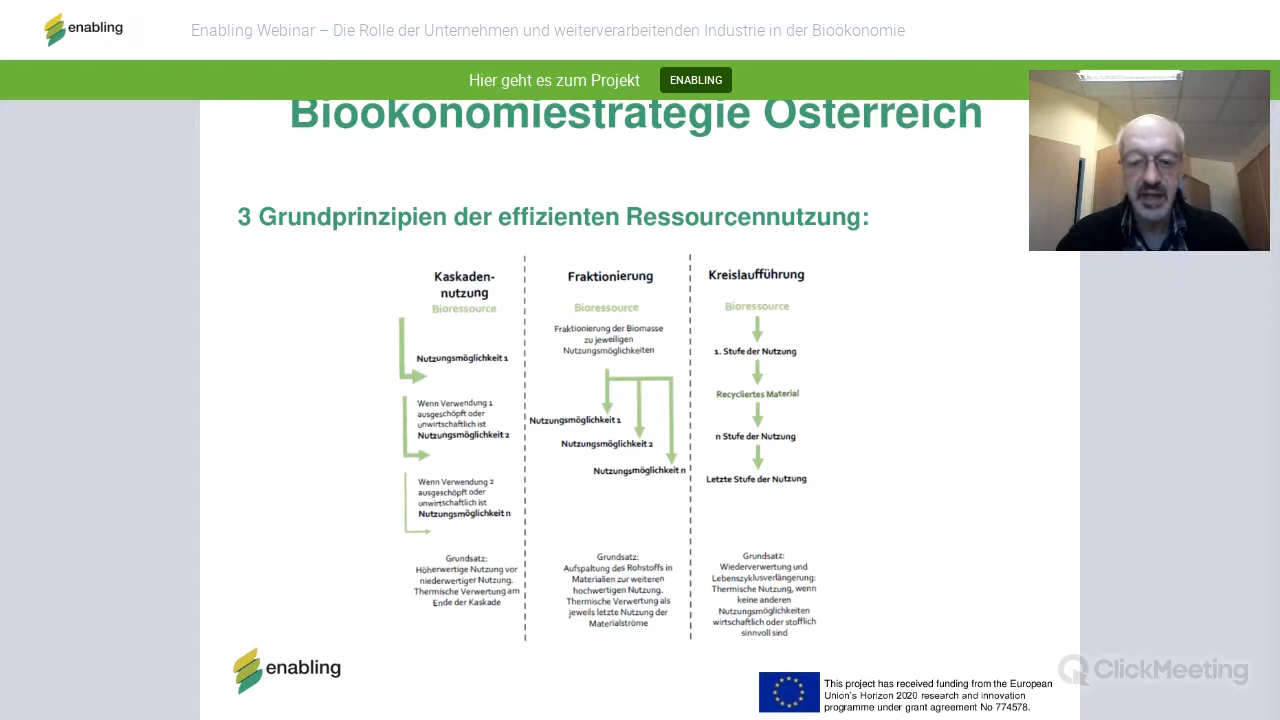 enabling
Enabling Webinar – Die Rolle der Unternehmen und weiterverarbeitenden Industrie in der Bioökonomie
Hier geht es zum Projekt
ENABLING
Bioökonomiestrategie Österreich
3 Grundprinzipien der effizienten Ressourcennutzung:
Kaskaden-
nutzung
Bioressource
Nutzungsmöglichkeit 1
Wenn Verwendung 1
ausgeschöpft oder
unwirtschaftlich ist
Nutzungsmöglichkeit 2
Wenn Verwendung 2
ausgeschöpft oder
unwirtschaftlich ist
Nutzungsmöglichkeit n
Grundsatz:
Höherwertige Nutzung vor
niederwertiger Nutzung.
Thermische Verwertung am
Ende der Kaskade
Fraktionierung
Bioressource
Fraktionierung der Biomasse
zu jeweiligen
Nutzungsmöglichkeiten
Nutzungsmöglichkeit 1
Nutzungsmöglichkeit 2
Nutzungsmöglichkeit n
Grundsatz:
Aufspaltung des Rohstoffs in
Materialien zur weiteren
hochwertigen Nutzung.
Thermische Verwertung als
jeweils letzte Nutzung der
Materialströme
Kreislaufführung
Bioressource
1. Stufe der Nutzung
Recycliertes Material
n Stufe der Nutzung
Letzte Stufe der Nutzung
Grundsatz:
Wiederverwertung und
Lebenszyklusverlängerung:
Thermische Nutzung, wenn
keine anderen
Nutzungsmöglichkeiten
wirtschaftlich oder stofflich
sinnvoll sind
enabling
This project has received funding from the European
Union's Horizon 2020 research and innovation
programme under grant agreement No 774578.
ClickMeeting